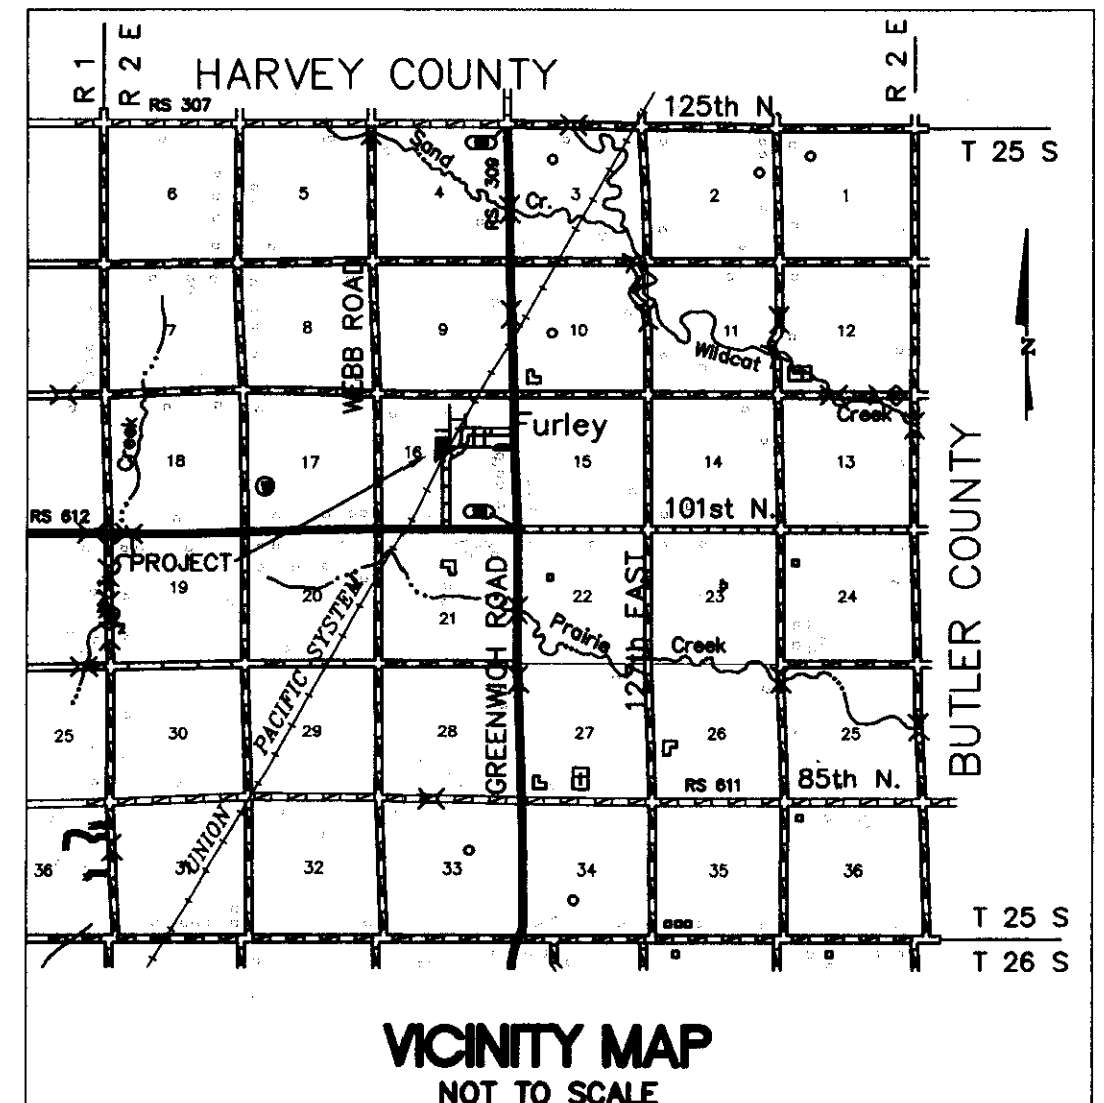 R 1
R 2 E
HARVEY COUNTY
R 2 E
RS 307
125th N.
T 25 S
Sand
Cr.
RS 309
6
5
4
3
2
1
WEBB ROAD
7
8
9
10
11
12
Wildcat
Creek
Creek
Furley
18
17
16
15
14
13
RS 612
101st N.
PROJECT
19
20
21
22
23
24
GREENWICH ROAD
127th EAST
Prairie
Creek
BUTLER COUNTY
UNION PACIFIC SYSTEM
25
30
29
28
27
26
25
RS 611
85th N.
36
31
32
33
34
35
36
T 25 S
T 26 S
N
VICINITY MAP
NOT TO SCALE